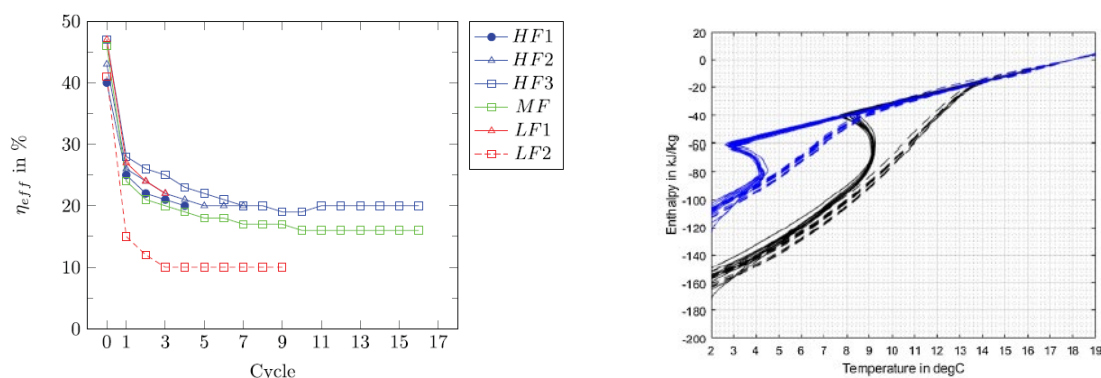 50
40
30
20
10
0
η_eff in %
0 1 3 5 7 9 11 13 15 17
Cycle
HF1
HF2
HF3
MF
LF1
LF2
20
0
-20
-40
-60
-80
-100
-120
-140
-160
-180
-200
Enthalpy in kJ/kg
2 3 4 5 6 7 8 9 10 11 12 13 14 15 16 17 18 19
Temperature in degC